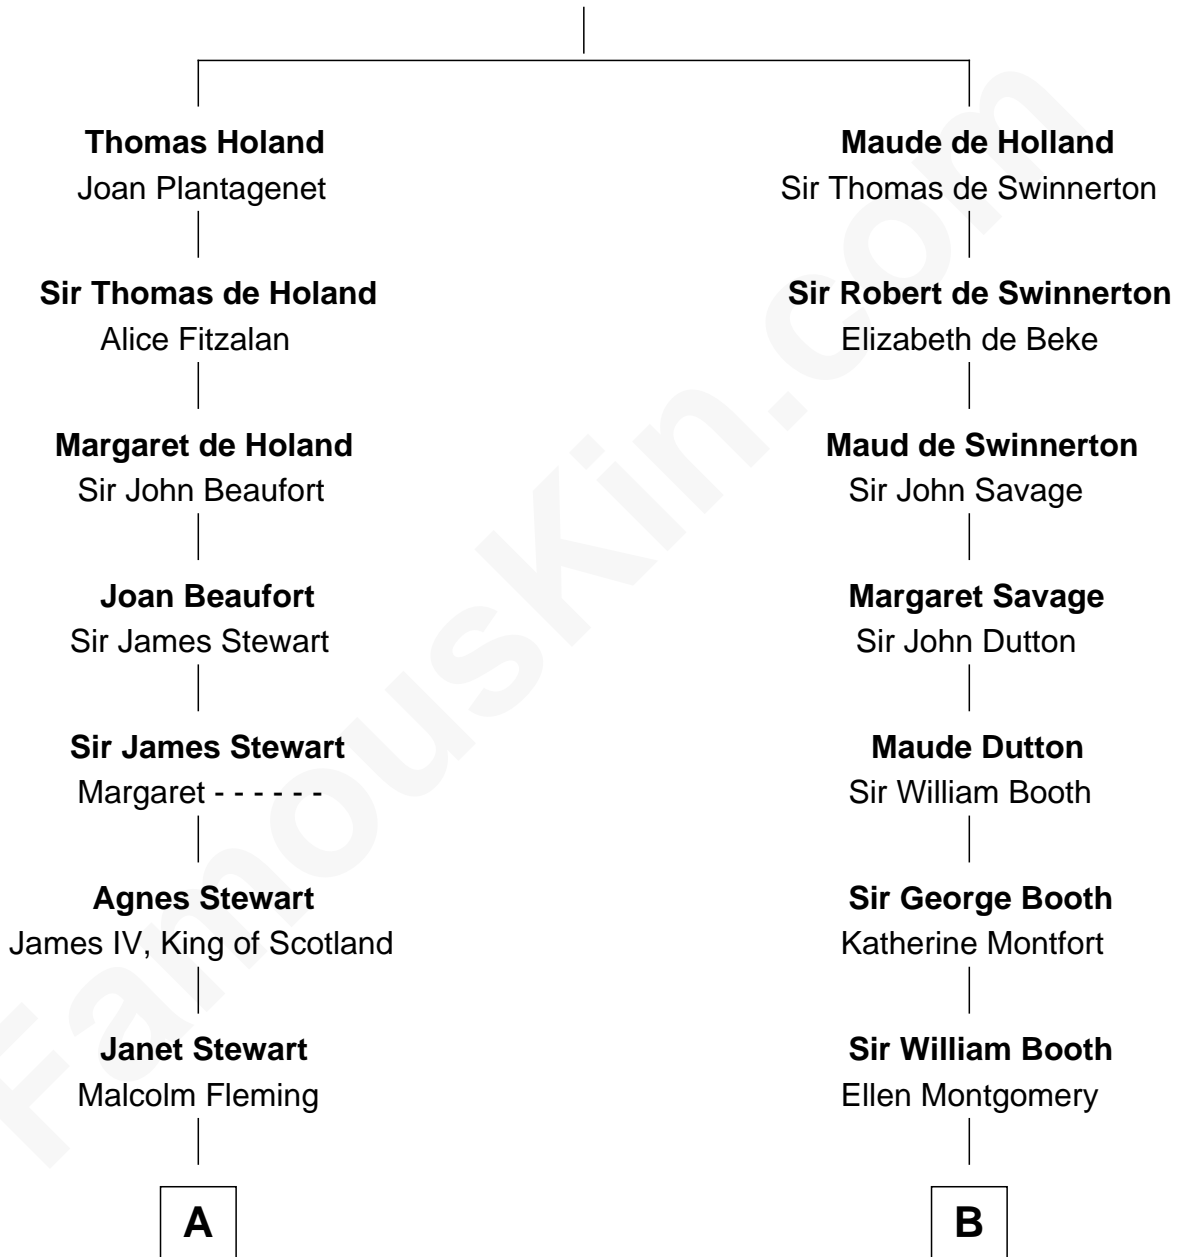 Thomas Holand
Joan Plantagenet
Sir Thomas de Holand
Alice Fitzalan
Margaret de Holand
Sir John Beaufort
Joan Beaufort
Sir James Stewart
Sir James Stewart
Margaret - - - - - -
Agnes Stewart
James IV, King of Scotland
Janet Stewart
Malcolm Fleming
A
Maude de Holland
Sir Thomas de Swinnerton
Sir Robert de Swinnerton
Elizabeth de Beke
Maud de Swinnerton
Sir John Savage
Margaret Savage
Sir John Dutton
Maude Dutton
Sir William Booth
Sir George Booth
Katherine Montfort
Sir William Booth
Ellen Montgomery
B
FamousKin.com